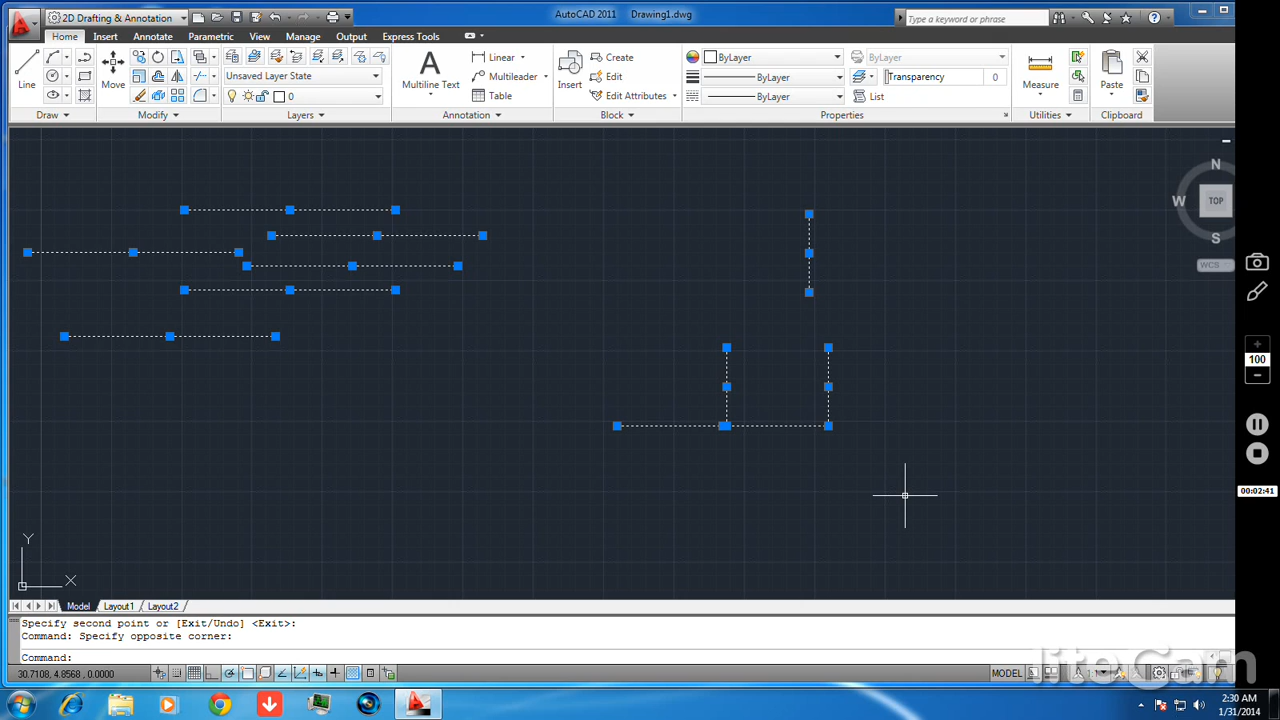 2D Drafting & Annotation
AutoCAD 2011 Drawing1.dwg
Type a keyword or phrase
Home Insert Annotate Parametric View Manage Output Express Tools
Line
Move
Unsaved Layer State
0
Multiline Text
Linear
Multileader
Table
Insert
Create
Edit
Edit Attributes
ByLayer
ByLayer
ByLayer
ByLayer
Transparency 0
List
Measure
Paste
Draw Modify Layers Annotation Block Properties Utilities Clipboard
N
W TOP
S
WCS
100
00:02:41
Y
X
Model Layout1 Layout2
Specify second point or [Exit/Undo] <Exit>:
Command: Specify opposite corner:
Command:
30.7108, 4.8568, 0.0000
MODEL
1:1
liteCam
2:30 AM
1/31/2014